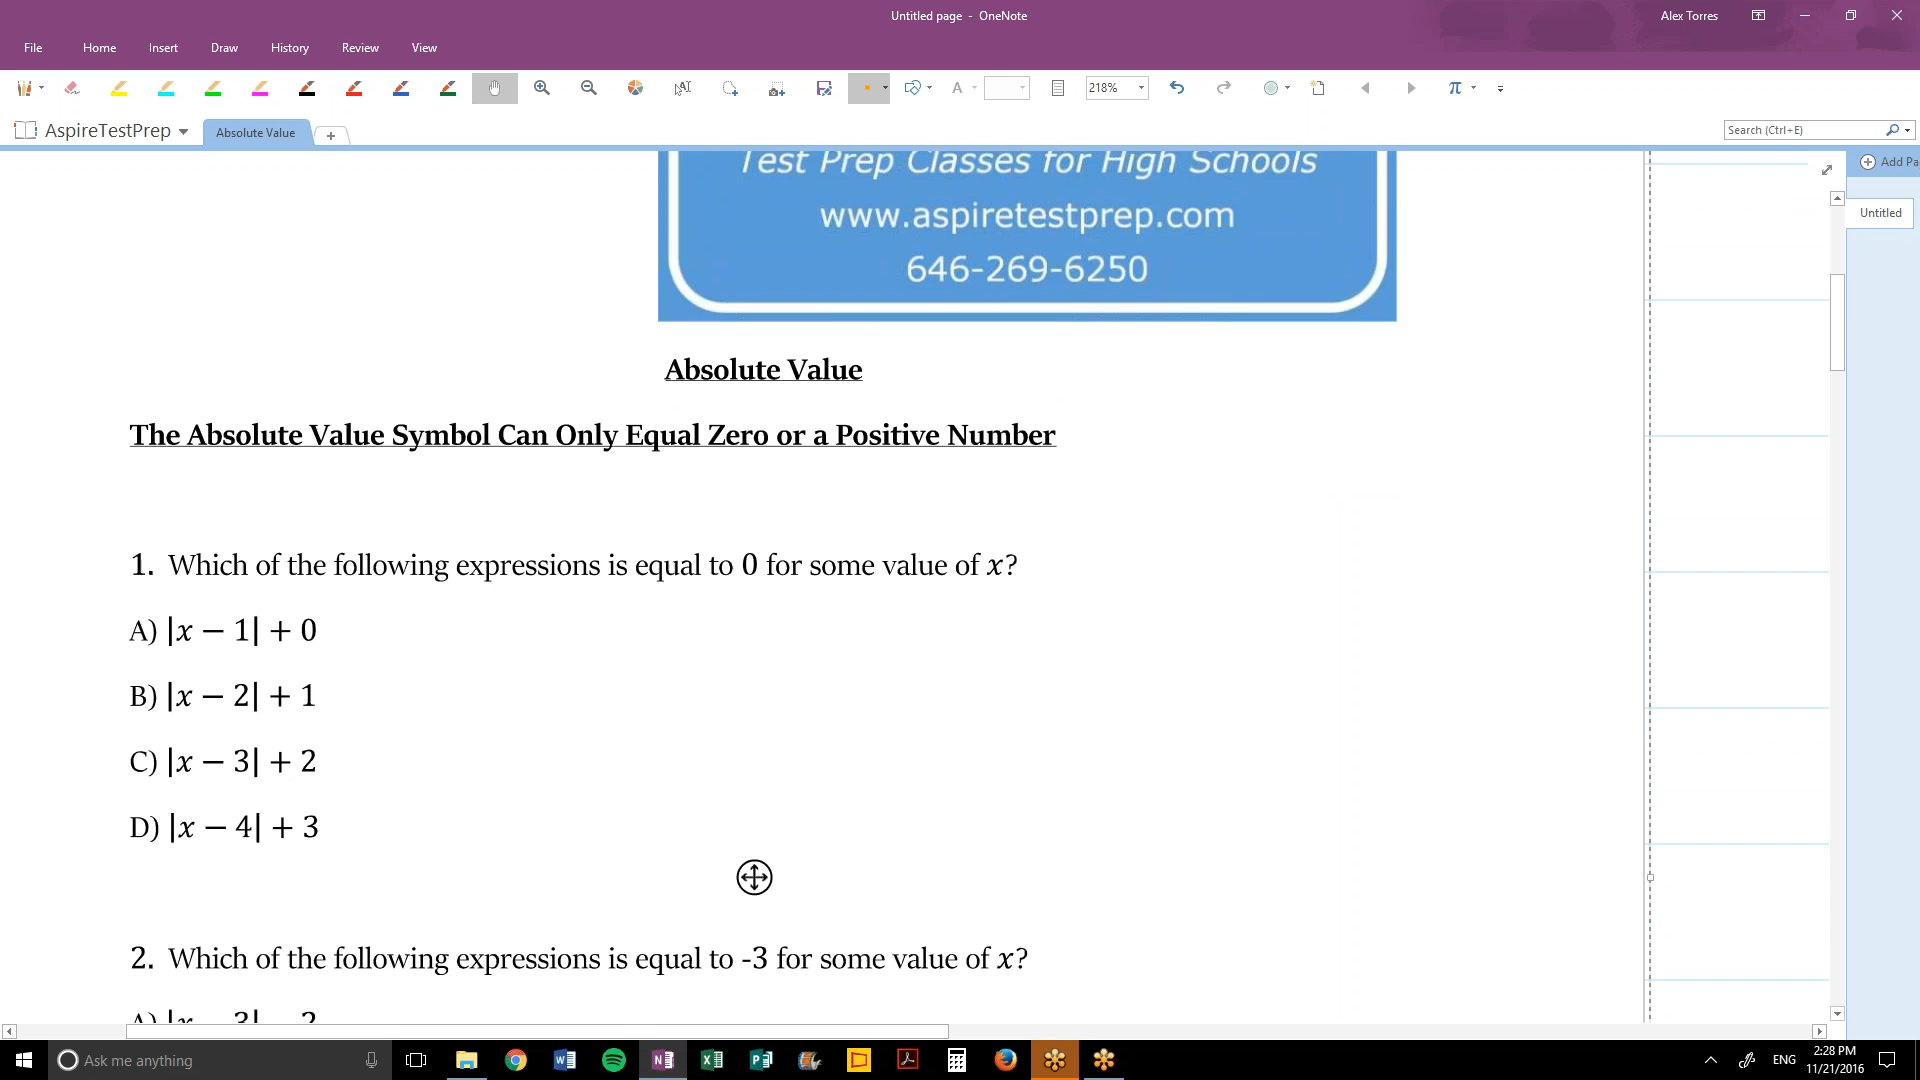 Untitled page - OneNote
Alex Torres
File Home Insert Draw History Review View
218%
AspireTestPrep
Absolute Value
Search (Ctrl+E)
Add Pa
Untitled
Test Prep Classes for High Schools
www.aspiretestprep.com
646-269-6250
Absolute Value
The Absolute Value Symbol Can Only Equal Zero or a Positive Number
1. Which of the following expressions is equal to 0 for some value of x?
A) |x − 1| + 0
B) |x − 2| + 1
C) |x − 3| + 2
D) |x − 4| + 3
2. Which of the following expressions is equal to -3 for some value of x?
Ask me anything
ENG
2:28 PM
11/21/2016